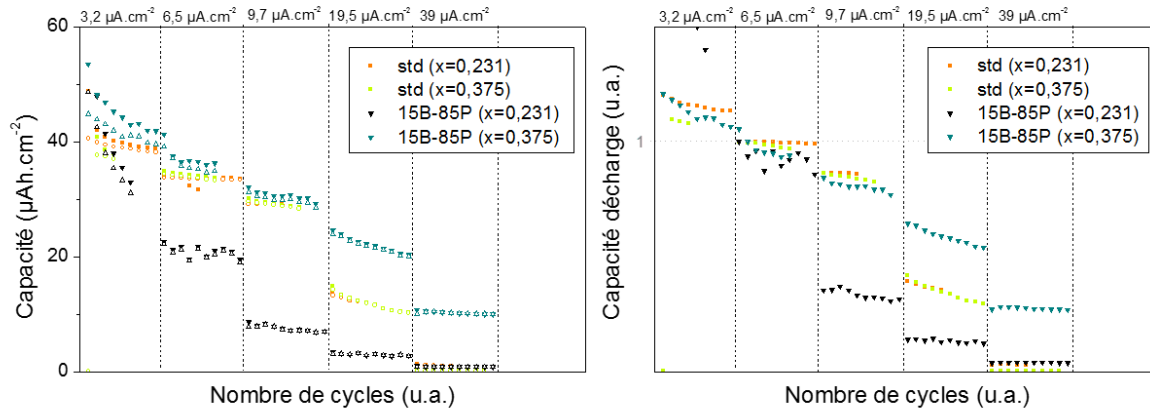 3,2 µA.cm⁻² 6,5 µA.cm⁻² 9,7 µA.cm⁻² 19,5 µA.cm⁻² 39 µA.cm⁻²
60
40
20
0
Capacité (µAh.cm⁻²)
std (x=0,231)
std (x=0,375)
15B-85P (x=0,231)
15B-85P (x=0,375)
Nombre de cycles (u.a.)
3,2 µA.cm⁻² 6,5 µA.cm⁻² 9,7 µA.cm⁻² 19,5 µA.cm⁻² 39 µA.cm⁻²
1
Capacité décharge (u.a.)
std (x=0,231)
std (x=0,375)
15B-85P (x=0,231)
15B-85P (x=0,375)
Nombre de cycles (u.a.)